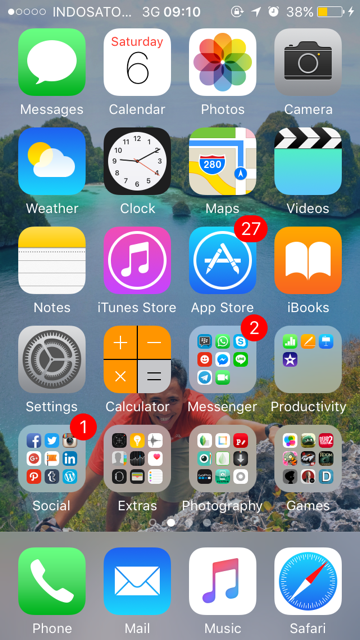 INDOSATO... 3G 09:10 38%
Saturday
6
Messages Calendar Photos Camera
280
Weather Clock Maps Videos
27
Notes iTunes Store App Store iBooks
2
Settings Calculator Messenger Productivity
1
Social Extras Photography Games
Phone Mail Music Safari